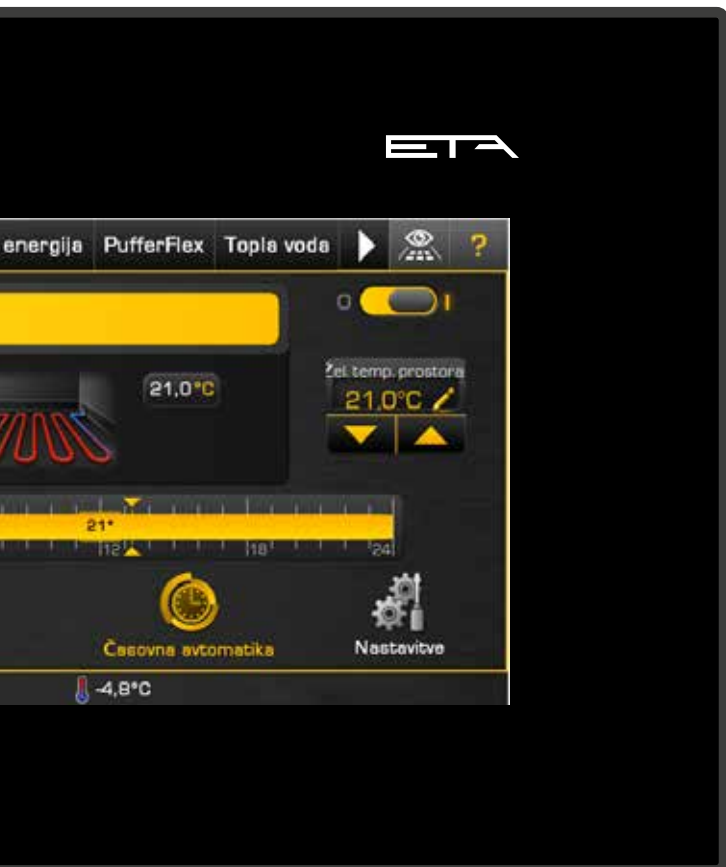 ETA
energija PufferFlex Topla voda ?
O I
Žel. temp. prostora
21,0°C
21,0°C
21°
12 18 24
Časovna avtomatika Nastavitve
-4,8°C